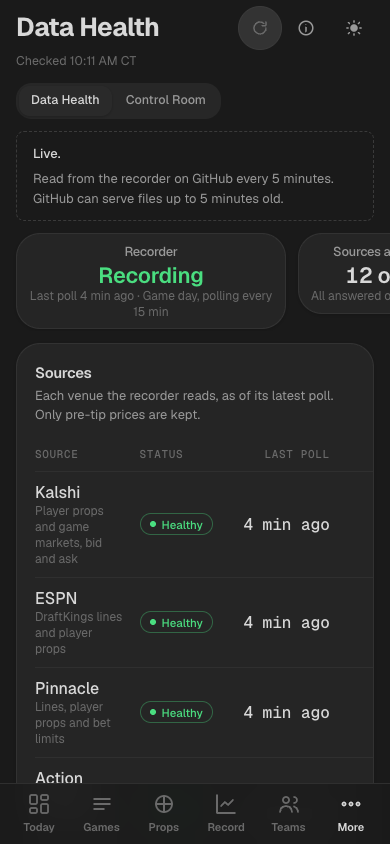 Data Health
Checked 10:11 AM CT
Data Health
Control Room
Live.
Read from the recorder on GitHub every 5 minutes.
GitHub can serve files up to 5 minutes old.
Recorder
Recording
Last poll 4 min ago · Game day, polling every
15 min
Sources a
12 o
All answered o
Sources
Each venue the recorder reads, as of its latest poll.
Only pre-tip prices are kept.
SOURCE STATUS LAST POLL
Kalshi
Player props
and game
markets, bid
and ask
Healthy
4 min ago
ESPN
DraftKings lines
and player
props
Healthy
4 min ago
Pinnacle
Lines, player
props and bet
limits
Healthy
4 min ago
Action
Today Games Props Record Teams More